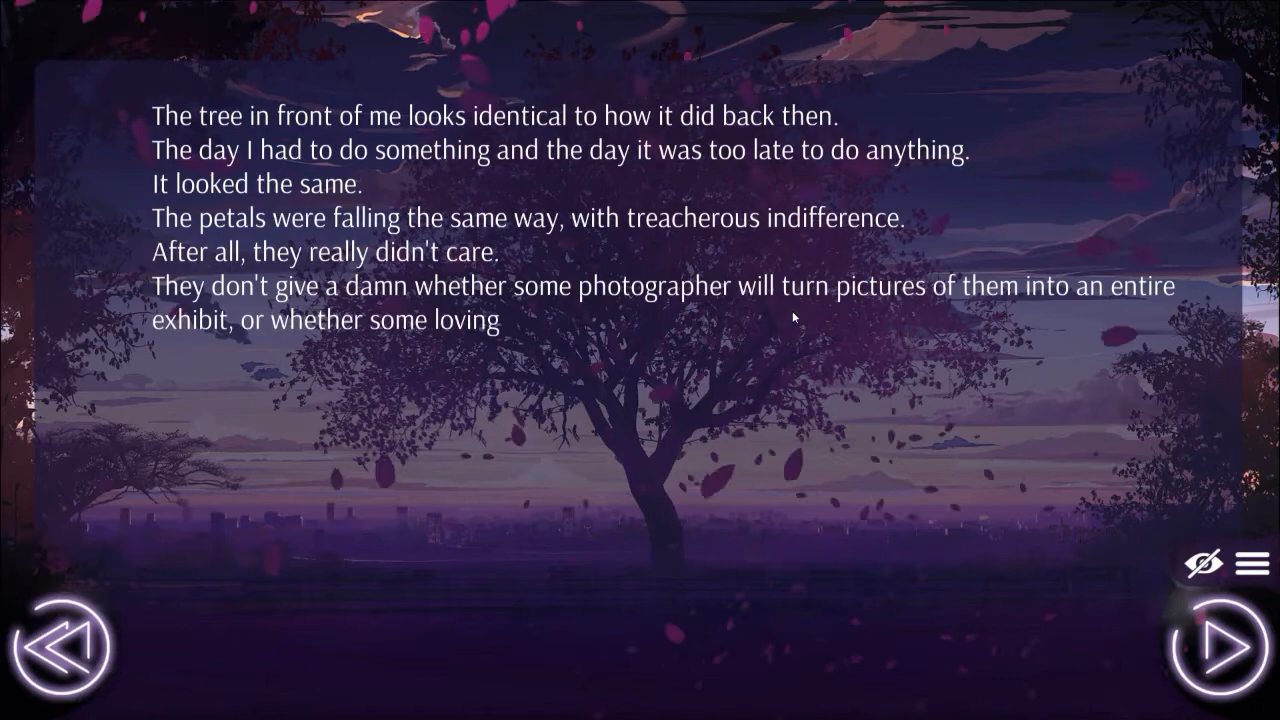 The tree in front of me looks identical to how it did back then.
The day I had to do something and the day it was too late to do anything.
It looked the same.
The petals were falling the same way, with treacherous indifference.
After all, they really didn't care.
They don't give a damn whether some photographer will turn pictures of them into an entire
exhibit, or whether some loving